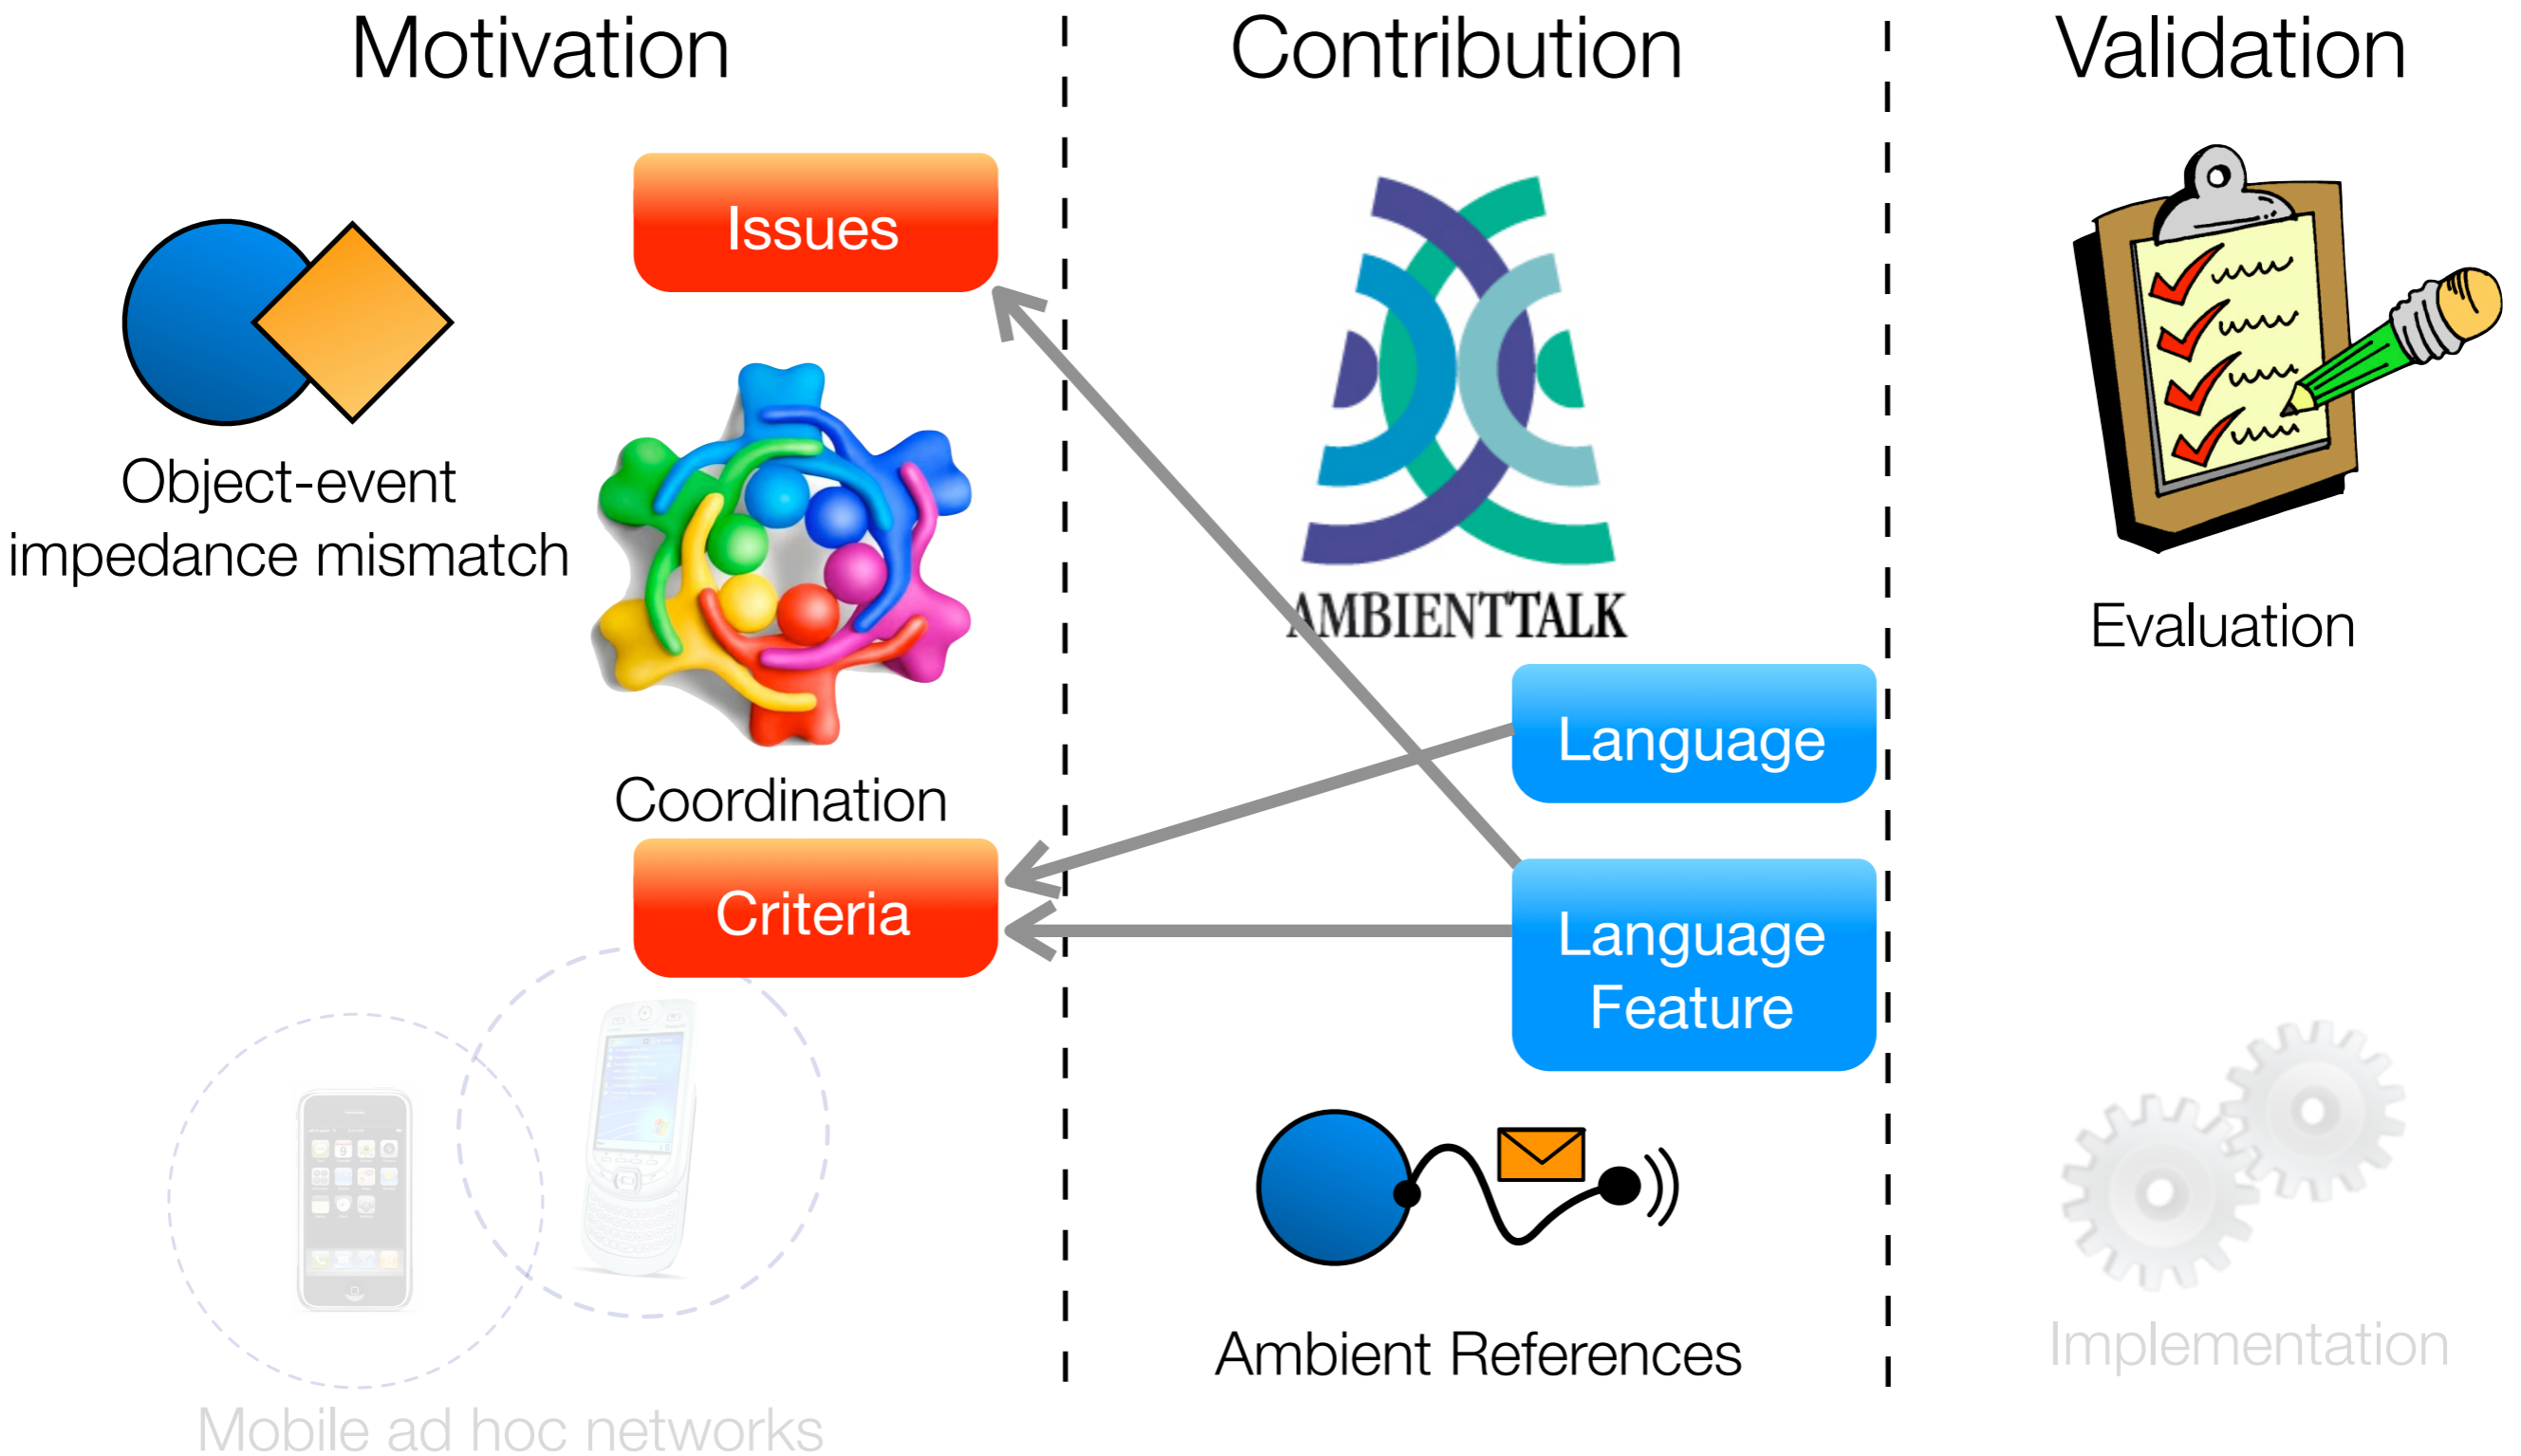 Motivation
Contribution
Validation
Issues
Object-event
impedance mismatch
Coordination
Criteria
Mobile ad hoc networks
AMBIENTTALK
Language
Language
Feature
Ambient References
Evaluation
Implementation